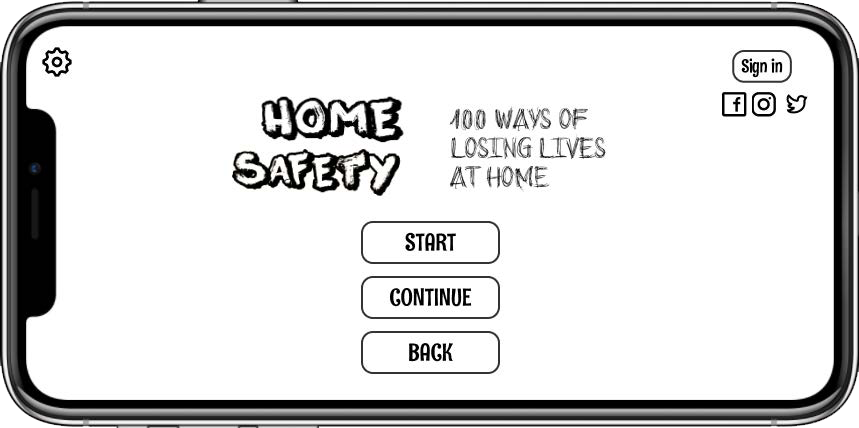 Sign in
HOME
SAFETY
100 WAYS OF
LOSING LIVES
AT HOME
START
CONTINUE
BACK